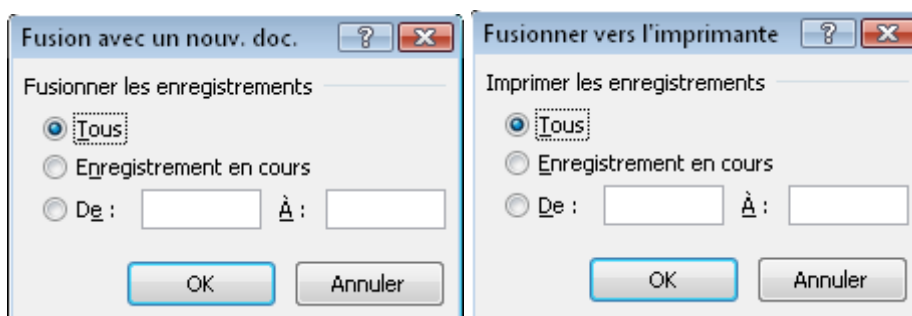 Fusion avec un nouv. doc.
Fusionner les enregistrements
Tous
Enregistrement en cours
De :
À :
OK
Annuler
Fusionner vers l'imprimante
Imprimer les enregistrements
Tous
Enregistrement en cours
De :
À :
OK
Annuler